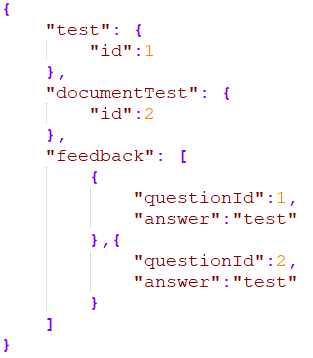 {
    "test": {
        "id":1
    },
    "documentTest": {
        "id":2
    },
    "feedback": [
        {
            "questionId":1,
            "answer":"test"
        },{
            "questionId":2,
            "answer":"test"
        }
    ]
}